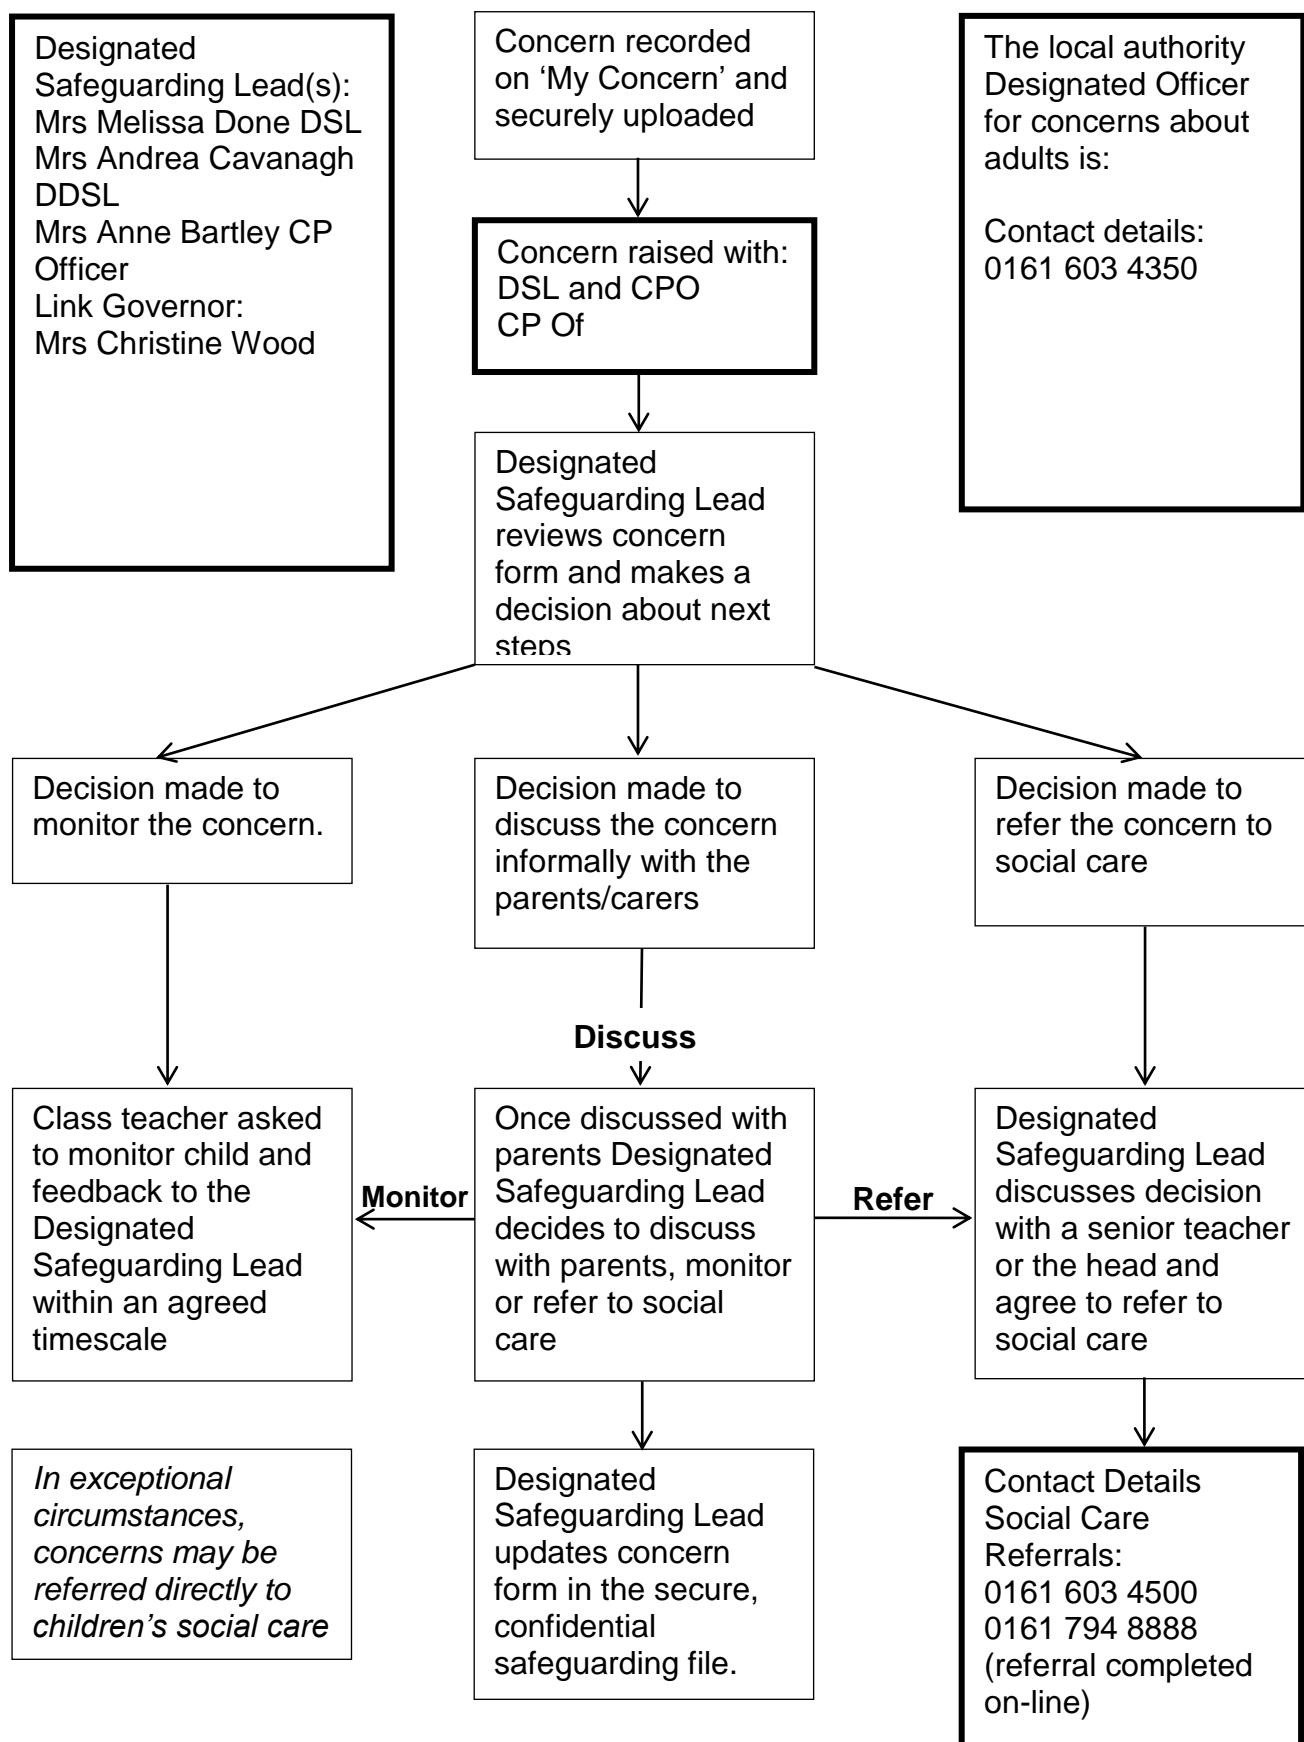 Designated
Safeguarding Lead(s):
Mrs Melissa Done DSL
Mrs Andrea Cavanagh
DDSL
Mrs Anne Bartley CP
Officer
Link Governor:
Mrs Christine Wood
Concern recorded
on ‘My Concern’ and
securely uploaded
The local authority
Designated Officer
for concerns about
adults is:
Contact details:
0161 603 4350
Concern raised with:
DSL and CPO
CP Of
Designated
Safeguarding Lead
reviews concern
form and makes a
decision about next
steps
Decision made to
monitor the concern.
Decision made to
discuss the concern
informally with the
parents/carers
Decision made to
refer the concern to
social care
Discuss
Class teacher asked
to monitor child and
feedback to the
Designated
Safeguarding Lead
within an agreed
timescale
Monitor
Once discussed with
parents Designated
Safeguarding Lead
decides to discuss
with parents, monitor
or refer to social
care
Refer
Designated
Safeguarding Lead
discusses decision
with a senior teacher
or the head and
agree to refer to
social care
In exceptional
circumstances,
concerns may be
referred directly to
children’s social care
Designated
Safeguarding Lead
updates concern
form in the secure,
confidential
safeguarding file.
Contact Details
Social Care
Referrals:
0161 603 4500
0161 794 8888
(referral completed
on-line)